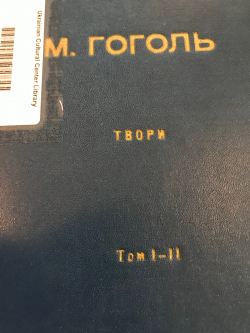 Ukrainian Cultural Center Library
М. ГОГОЛЬ
ТВОРИ
Том I-II